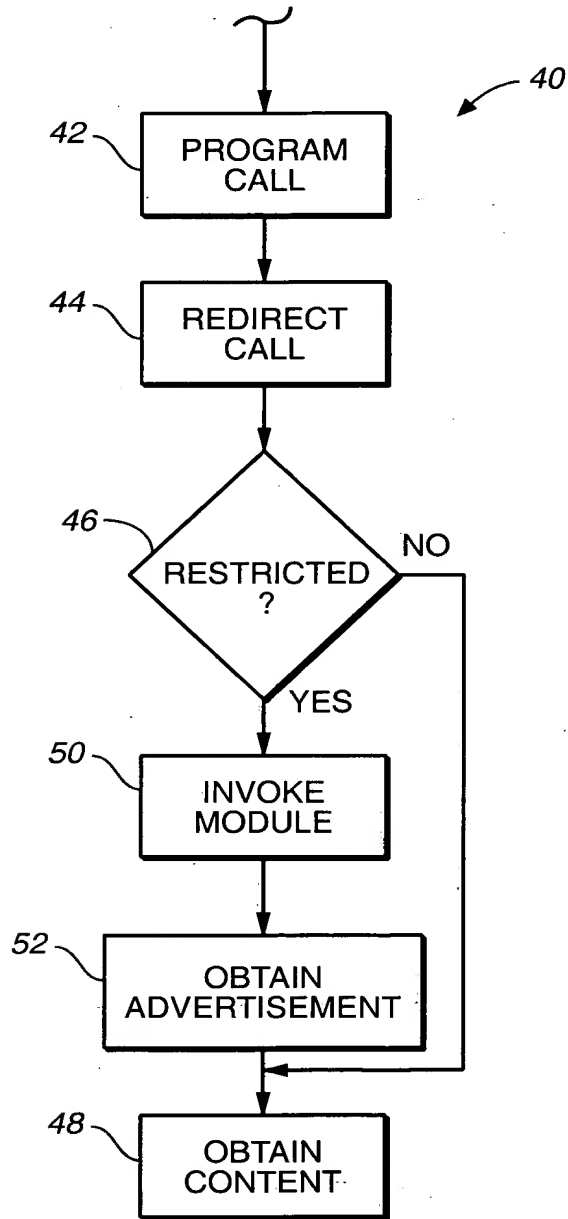 40
42
PROGRAM
CALL
44
REDIRECT
CALL
46
RESTRICTED
?
NO
YES
50
INVOKE
MODULE
52
OBTAIN
ADVERTISEMENT
48
OBTAIN
CONTENT